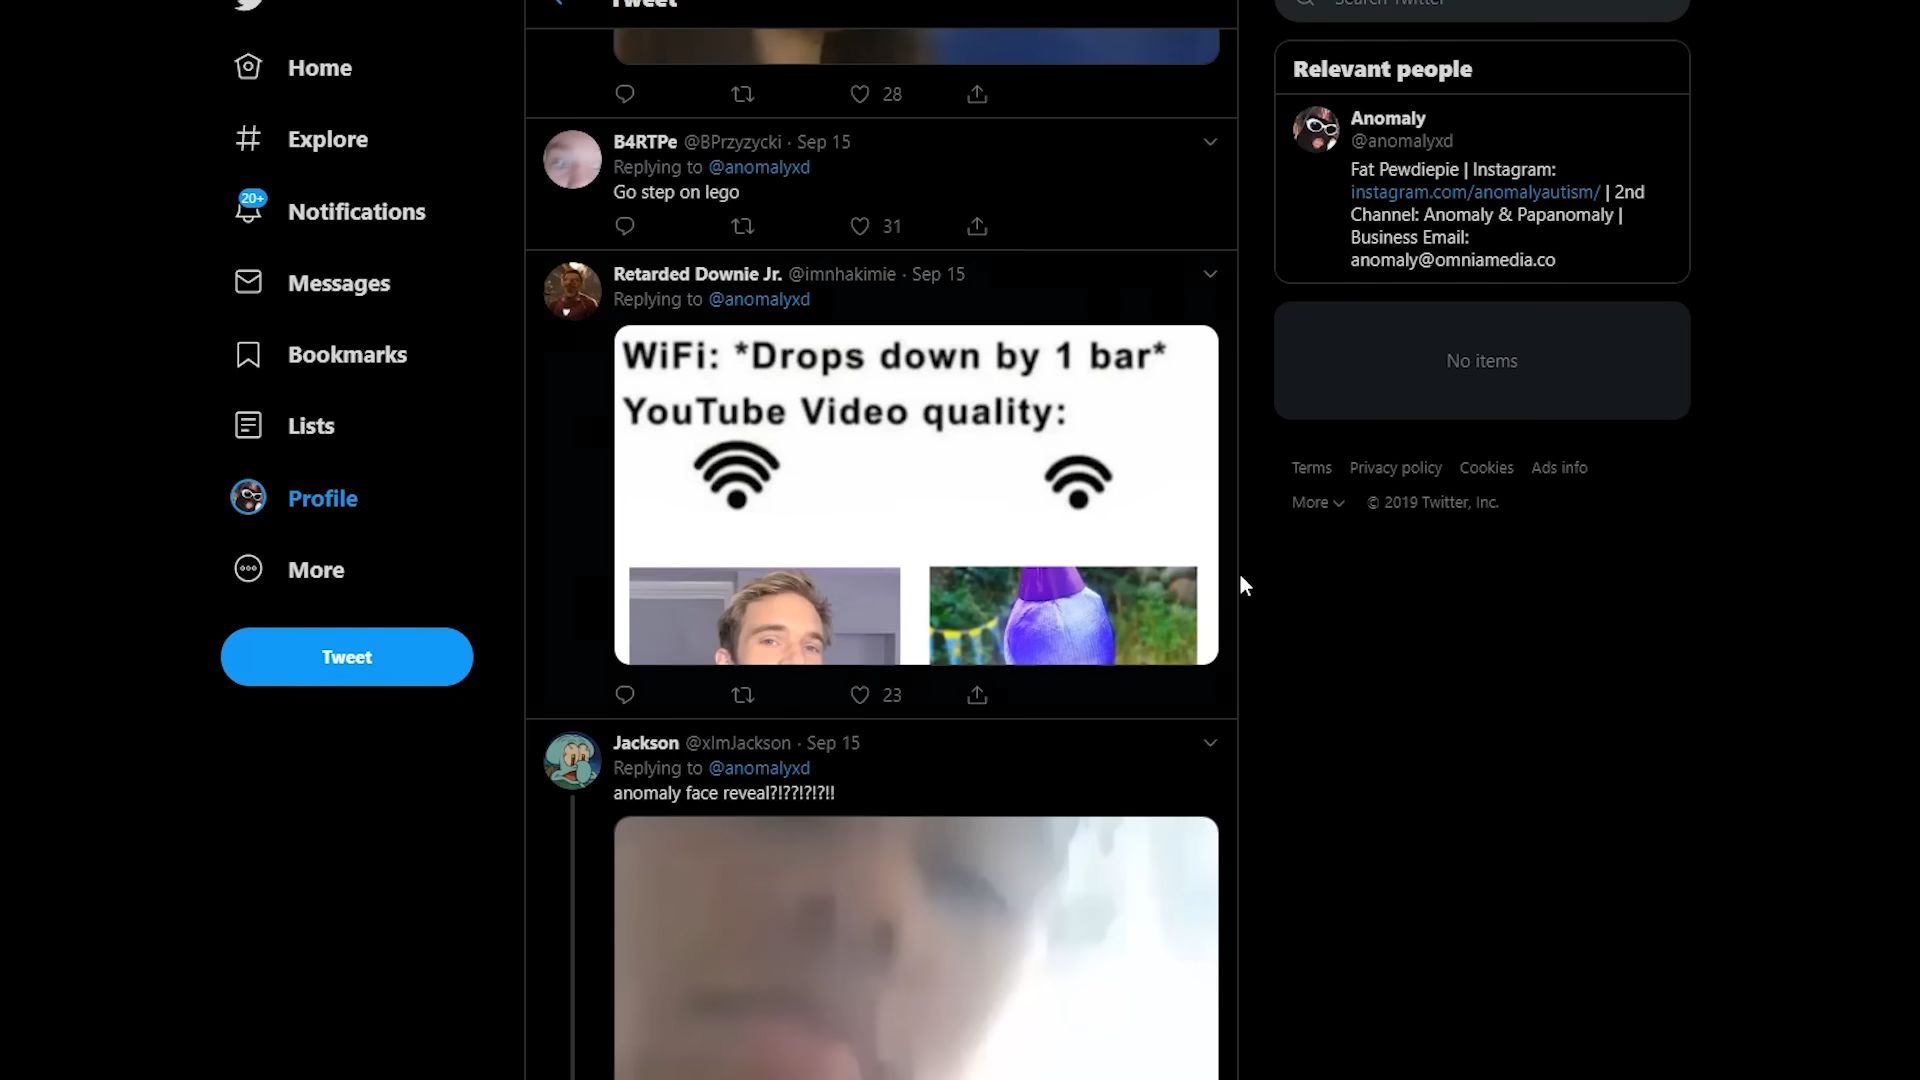 Tweet
Search Twitter
Home
Explore
20+
Notifications
Messages
Bookmarks
Lists
Profile
More
Tweet
28
B4RTPe @BPrzyzycki · Sep 15
Replying to @anomalyxd
Go step on lego
31
Retarded Downie Jr. @imnhakimie · Sep 15
Replying to @anomalyxd
WiFi: *Drops down by 1 bar*
YouTube Video quality:
23
Jackson @xImJackson · Sep 15
Replying to @anomalyxd
anomaly face reveal?!??!?!?!!
Relevant people
Anomaly
@anomalyxd
Fat Pewdiepie | Instagram:
instagram.com/anomalyautism/ | 2nd
Channel: Anomaly & Papanomaly |
Business Email:
anomaly@omniamedia.co
No items
Terms Privacy policy Cookies Ads info
More © 2019 Twitter, Inc.